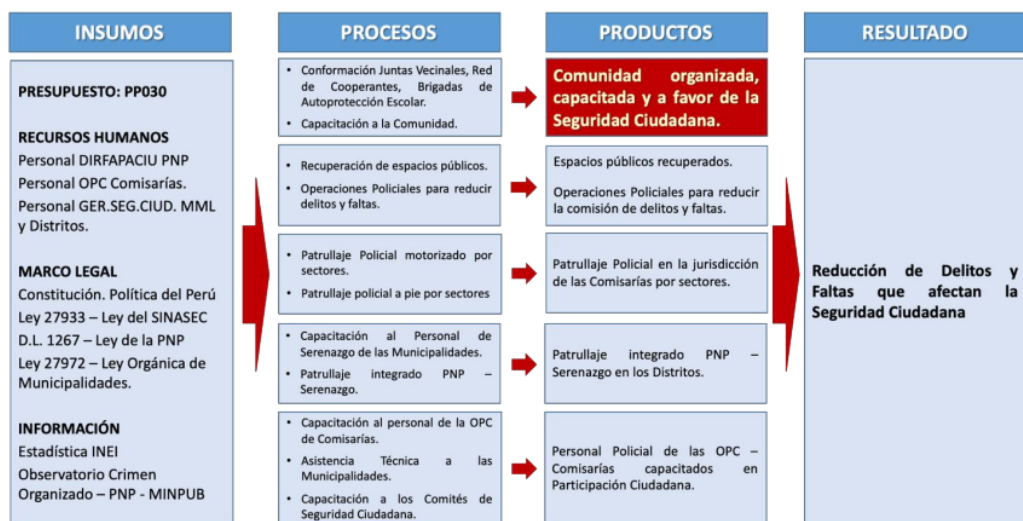 INSUMOS
PRESUPUESTO: PP030
RECURSOS HUMANOS
Personal DIRFAPACIU PNP
Personal OPC Comisarías.
Personal GER.SEG.CIUD. MML
y Distritos.
MARCO LEGAL
Constitución. Política del Perú
Ley 27933 – Ley del SINASEC
D.L. 1267 – Ley de la PNP
Ley 27972 – Ley Orgánica de
Municipalidades.
INFORMACIÓN
Estadística INEI
Observatorio Crimen
Organizado – PNP - MINPUB
PROCESOS
• Conformación Juntas Vecinales, Red
de Cooperantes, Brigadas de
Autoprotección Escolar.
• Capacitación a la Comunidad.
• Recuperación de espacios públicos.
• Operaciones Policiales para reducir
delitos y faltas.
• Patrullaje Policial motorizado por
sectores.
• Patrullaje policial a pie por sectores
• Capacitación al Personal de
Serenazgo de las Municipalidades.
• Patrullaje integrado PNP –
Serenazgo.
• Capacitación al personal de la OPC
de Comisarías.
• Asistencia Técnica a las
Municipalidades.
• Capacitación a los Comités de
Seguridad Ciudadana.
PRODUCTOS
Comunidad organizada,
capacitada y a favor de la
Seguridad Ciudadana.
Espacios públicos recuperados.
Operaciones Policiales para reducir
la comisión de delitos y faltas.
Patrullaje Policial en la jurisdicción
de las Comisarías por sectores.
Patrullaje integrado PNP –
Serenazgo en los Distritos.
Personal Policial de las OPC –
Comisarías capacitados en
Participación Ciudadana.
RESULTADO
Reducción de Delitos y
Faltas que afectan la
Seguridad Ciudadana